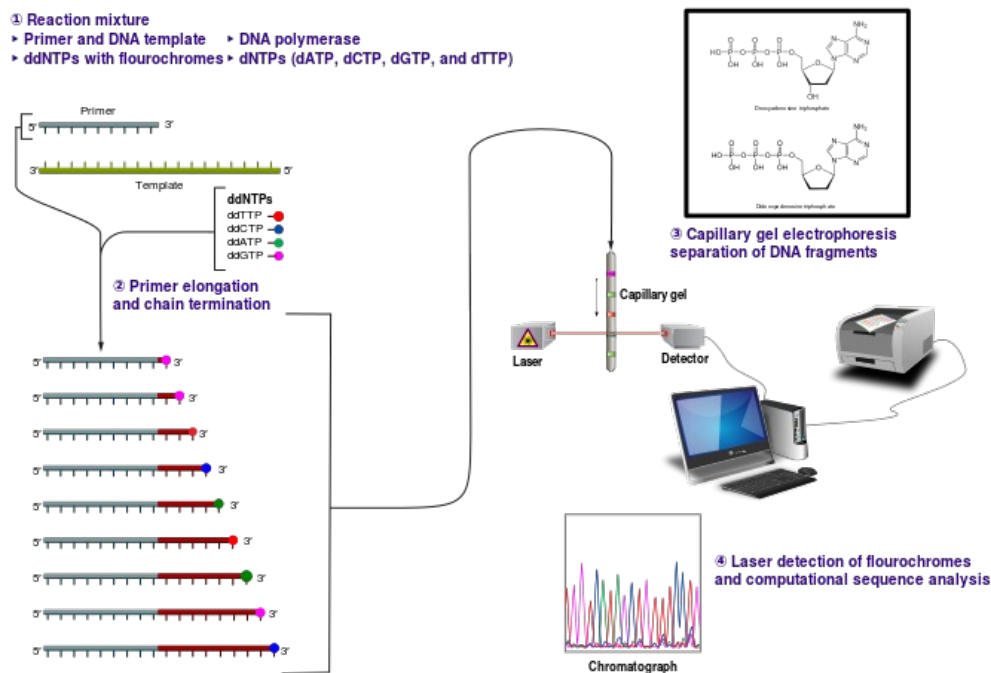 ① Reaction mixture
▸ Primer and DNA template ▸ DNA polymerase
▸ ddNTPs with flourochromes ▸ dNTPs (dATP, dCTP, dGTP, and dTTP)
Primer
5' 3'
3' 5'
Template
ddNTPs
ddTTP
ddCTP
ddATP
ddGTP
② Primer elongation
and chain termination
5' 3'
5' 3'
5' 3'
5' 3'
5' 3'
5' 3'
5' 3'
5' 3'
5' 3'
NH₂
N N
N N
O O O
HO P O P O P O
OH OH OH
O
OH
Deoxyadenosine triphosphate
NH₂
N N
N N
O O O
HO P O P O P O
OH OH OH
O
③ Capillary gel electrophoresis
separation of DNA fragments
Capillary gel
Laser
Detector
④ Laser detection of flourochromes
and computational sequence analysis
Chromatograph